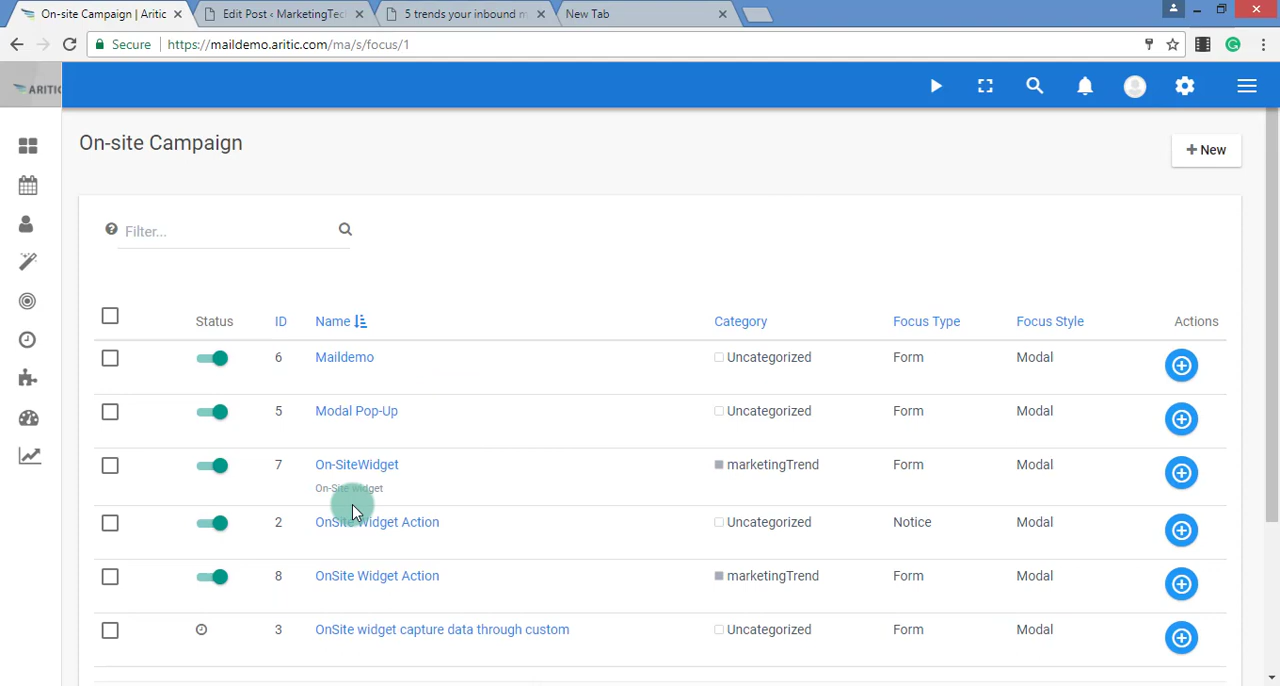 On-site Campaign | Aritic
Edit Post ‹ MarketingTec
5 trends your inbound m
New Tab
Secure https://maildemo.aritic.com/ma/s/focus/1
ARITIC
On-site Campaign
+ New
Filter...
Status ID Name Category Focus Type Focus Style Actions
6 Maildemo Uncategorized Form Modal
5 Modal Pop-Up Uncategorized Form Modal
7 On-SiteWidget marketingTrend Form Modal
On-Site widget
2 OnSite Widget Action Uncategorized Notice Modal
8 OnSite Widget Action marketingTrend Form Modal
3 OnSite widget capture data through custom Uncategorized Form Modal